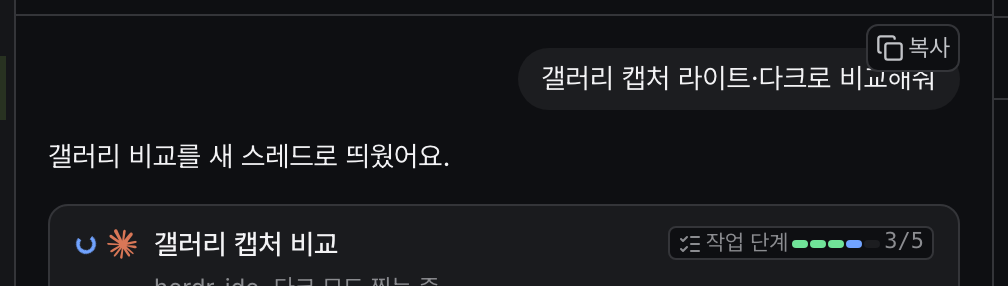 복사
갤러리 캡처 라이트·다크로 비교해줘
갤러리 비교를 새 스레드로 띄웠어요.
갤러리 캡처 비교
작업 단계 3/5